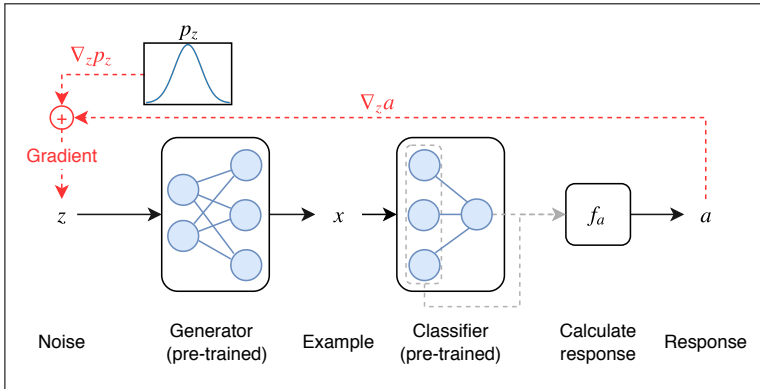 p_z
∇_z p_z
∇_z a
+
Gradient
z
x
f_a
a
Noise
Generator
(pre-trained)
Example
Classifier
(pre-trained)
Calculate
response
Response